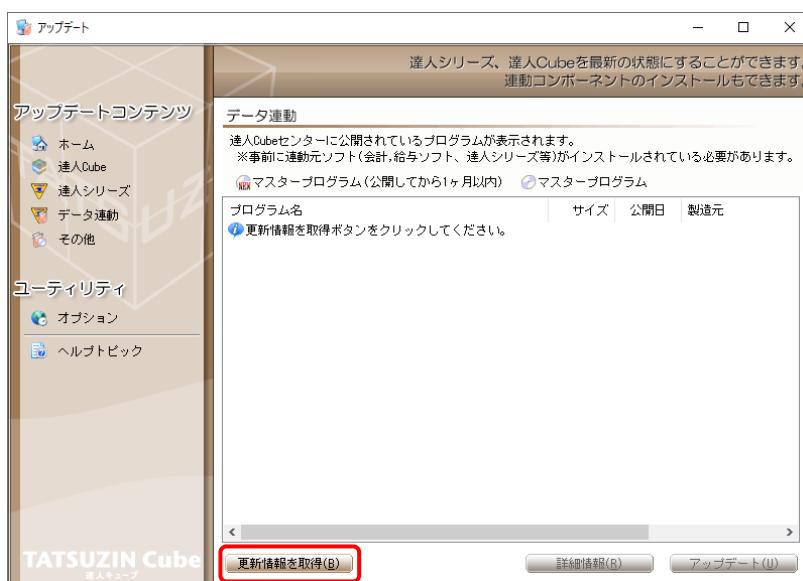 アップデート
達人シリーズ、達人Cubeを最新の状態にすることができます。
連動コンポーネントのインストールもできます。
アップデートコンテンツ
ホーム
達人Cube
達人シリーズ
データ連動
その他
ユーティリティ
オプション
ヘルプトピック
TATSUZIN Cube
達人キューブ
データ連動
達人Cubeセンターに公開されているプログラムが表示されます。
※事前に連動元ソフト(会計,給与ソフト、達人シリーズ等)がインストールされている必要があります。
NEW マスタープログラム(公開してから1ヶ月以内) マスタープログラム
プログラム名 サイズ 公開日 製造元
更新情報を取得ボタンをクリックしてください。
更新情報を取得(B) 詳細情報(R) アップデート(U)